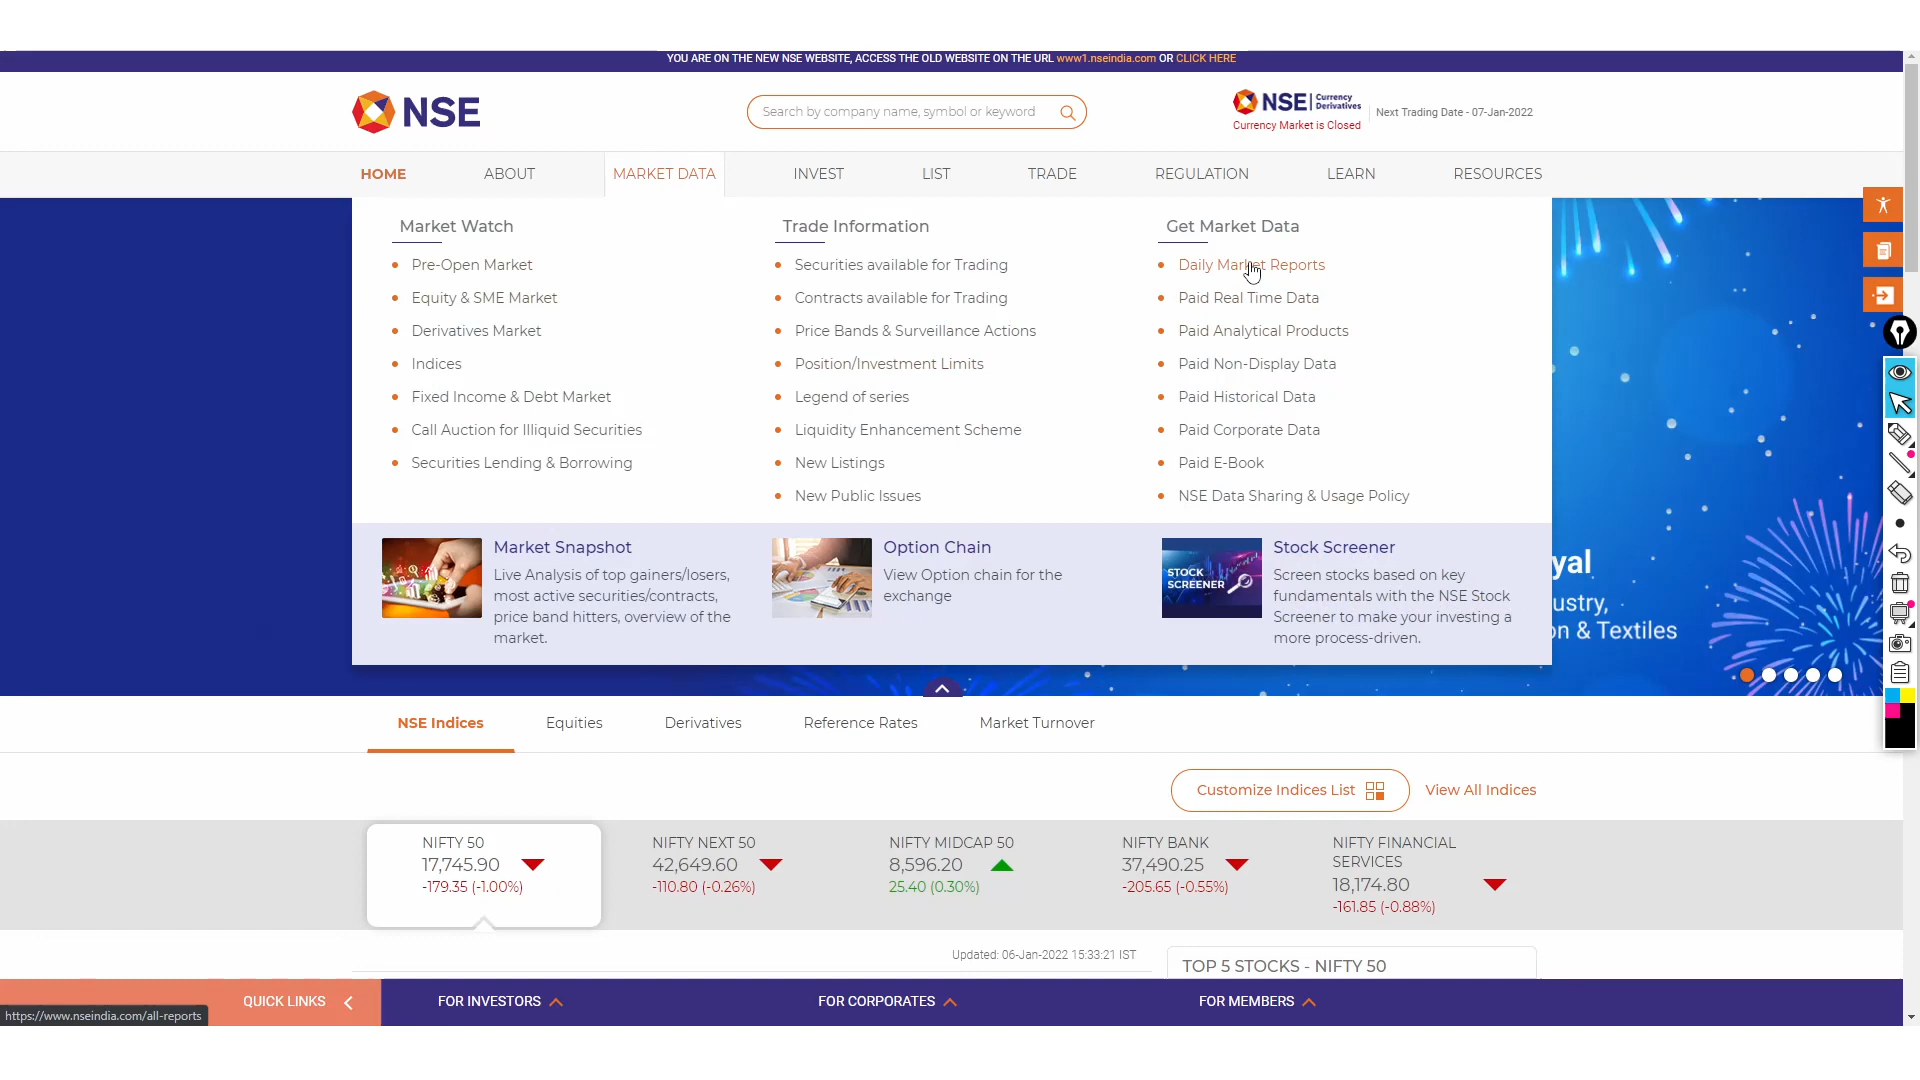 YOU ARE ON THE NEW NSE WEBSITE, ACCESS THE OLD WEBSITE ON THE URL www1.nseindia.com OR CLICK HERE
NSE
Search by company name, symbol or keyword
NSE | Currency Derivatives
Currency Market is Closed
Next Trading Date - 07-Jan-2022
HOME ABOUT MARKET DATA INVEST LIST TRADE REGULATION LEARN RESOURCES
Market Watch
Pre-Open Market
Equity & SME Market
Derivatives Market
Indices
Fixed Income & Debt Market
Call Auction for Illiquid Securities
Securities Lending & Borrowing
Trade Information
Securities available for Trading
Contracts available for Trading
Price Bands & Surveillance Actions
Position/Investment Limits
Legend of series
Liquidity Enhancement Scheme
New Listings
New Public Issues
Get Market Data
Daily Market Reports
Paid Real Time Data
Paid Analytical Products
Paid Non-Display Data
Paid Historical Data
Paid Corporate Data
Paid E-Book
NSE Data Sharing & Usage Policy
Market Snapshot
Live Analysis of top gainers/losers,
most active securities/contracts,
price band hitters, overview of the
market.
Option Chain
View Option chain for the
exchange
STOCK
SCREENER
Stock Screener
Screen stocks based on key
fundamentals with the NSE Stock
Screener to make your investing a
more process-driven.
yal
ustry,
on & Textiles
NSE Indices Equities Derivatives Reference Rates Market Turnover
Customize Indices List View All Indices
NIFTY 50
17,745.90
-179.35 (-1.00%)
NIFTY NEXT 50
42,649.60
-110.80 (-0.26%)
NIFTY MIDCAP 50
8,596.20
25.40 (0.30%)
NIFTY BANK
37,490.25
-205.65 (-0.55%)
NIFTY FINANCIAL
SERVICES
18,174.80
-161.85 (-0.88%)
Updated: 06-Jan-2022 15:33:21 IST
TOP 5 STOCKS - NIFTY 50
QUICK LINKS FOR INVESTORS FOR CORPORATES FOR MEMBERS
https://www.nseindia.com/all-reports